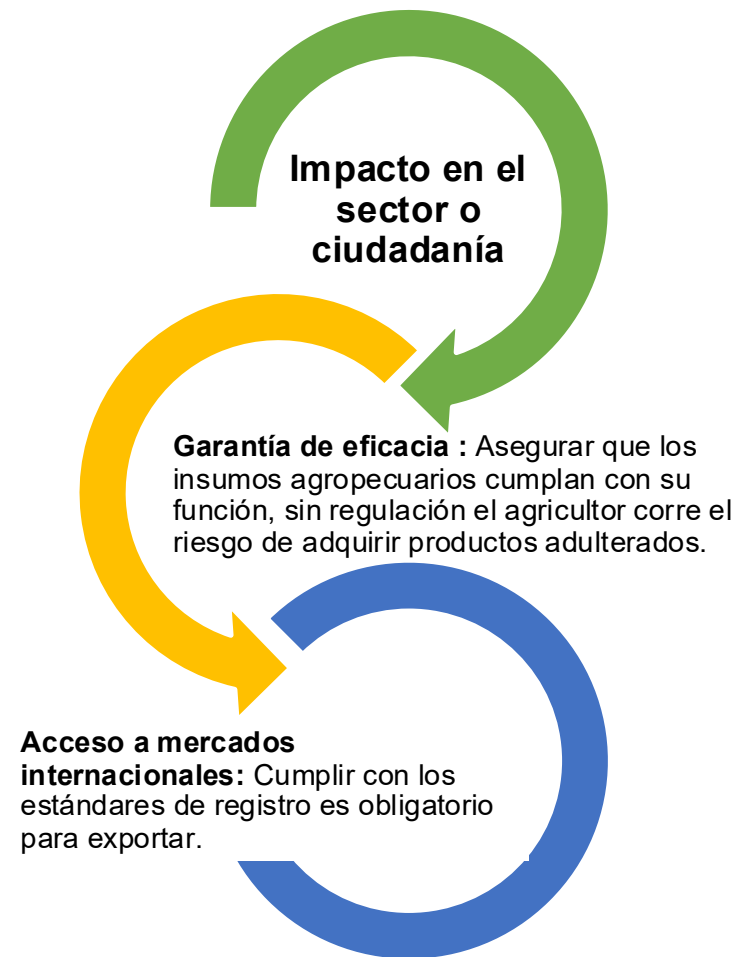 Impacto en el
sector o
ciudadanía
Garantía de eficacia : Asegurar que los
insumos agropecuarios cumplan con su
función, sin regulación el agricultor corre el
riesgo de adquirir productos adulterados.
Acceso a mercados
internacionales: Cumplir con los
estándares de registro es obligatorio
para exportar.